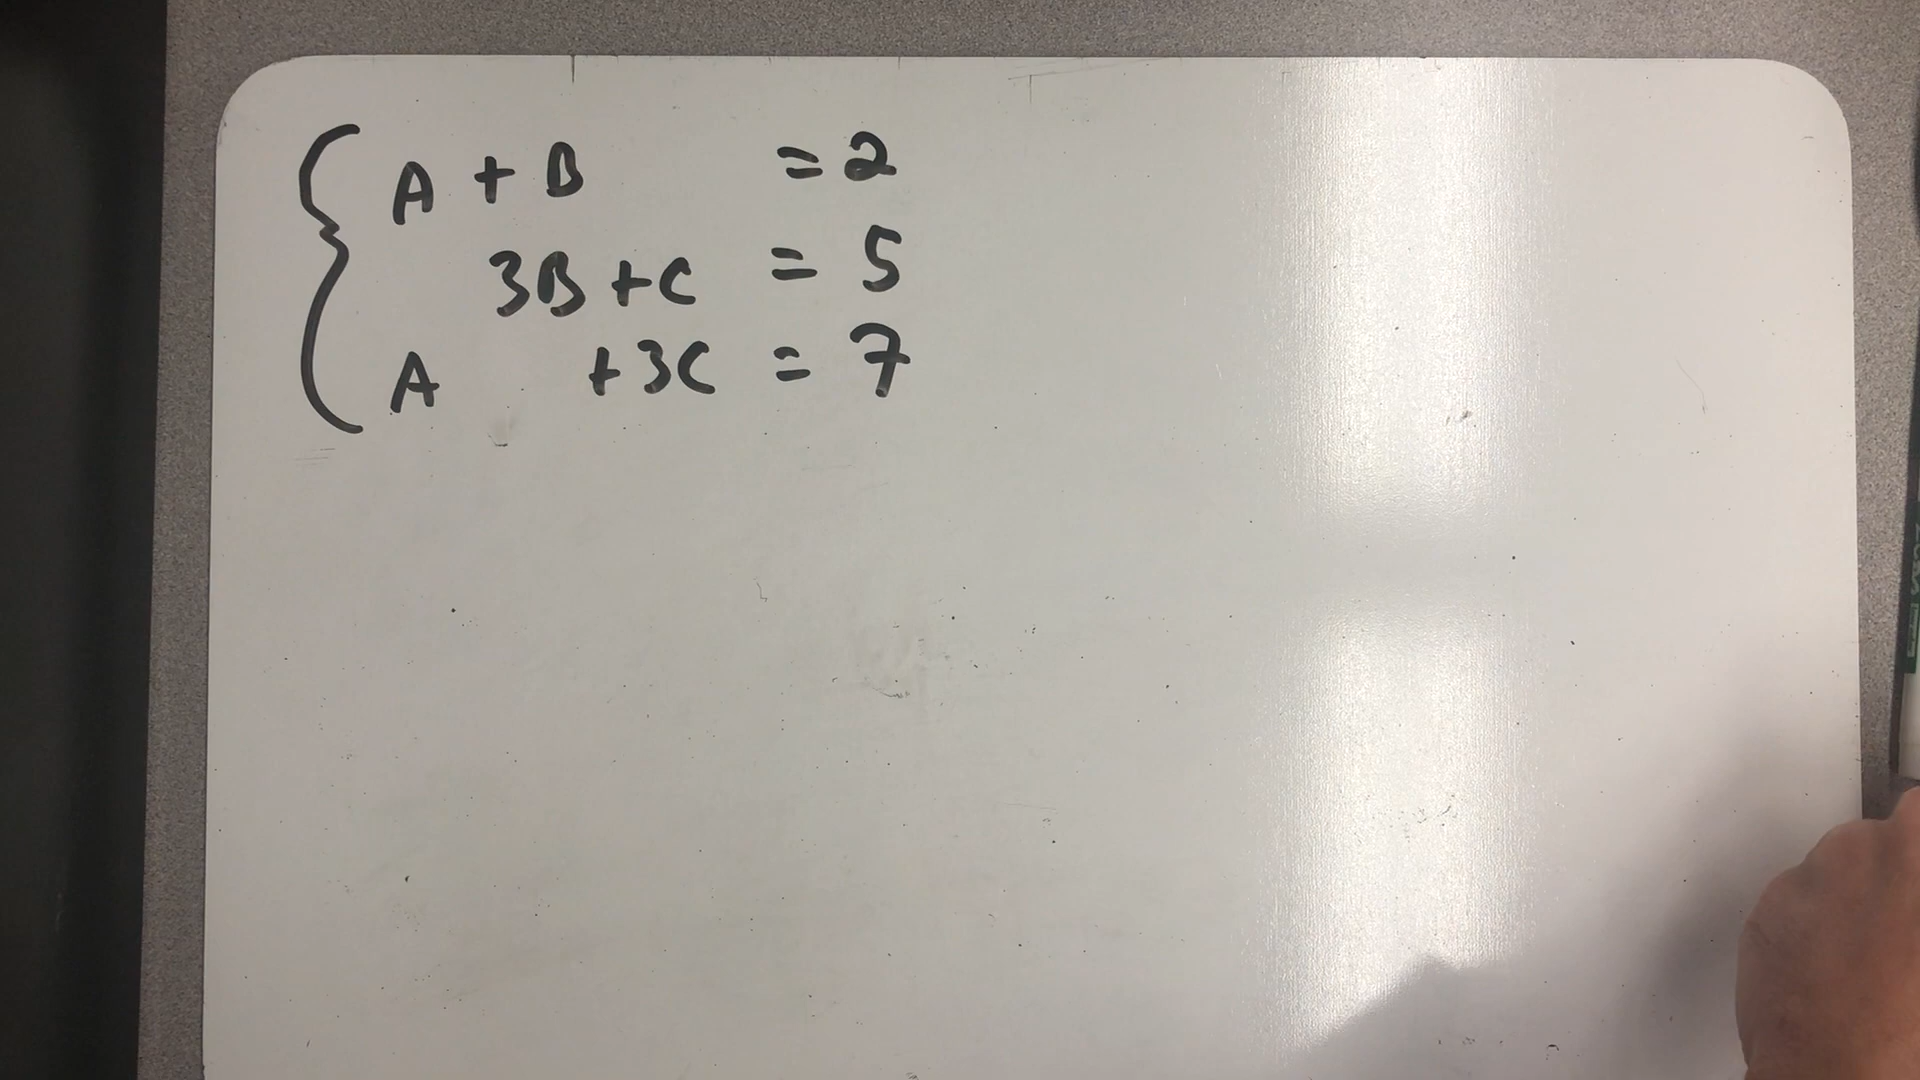 A + B = 2
3B + C = 5
A + 3C = 7